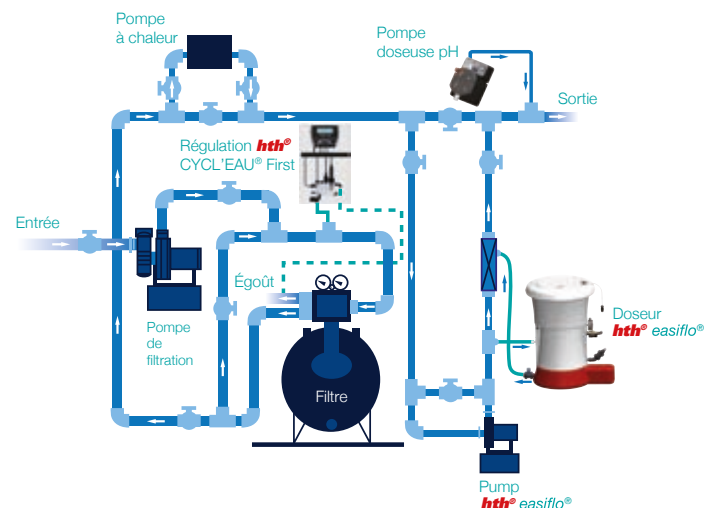 Pompe
à chaleur
Pompe
doseuse pH
Sortie
Régulation hth®
CYCL'EAU® First
Entrée
Égoût
Pompe
de
filtration
Filtre
Doseur
hth® easiflo®
Pump
hth® easiflo®